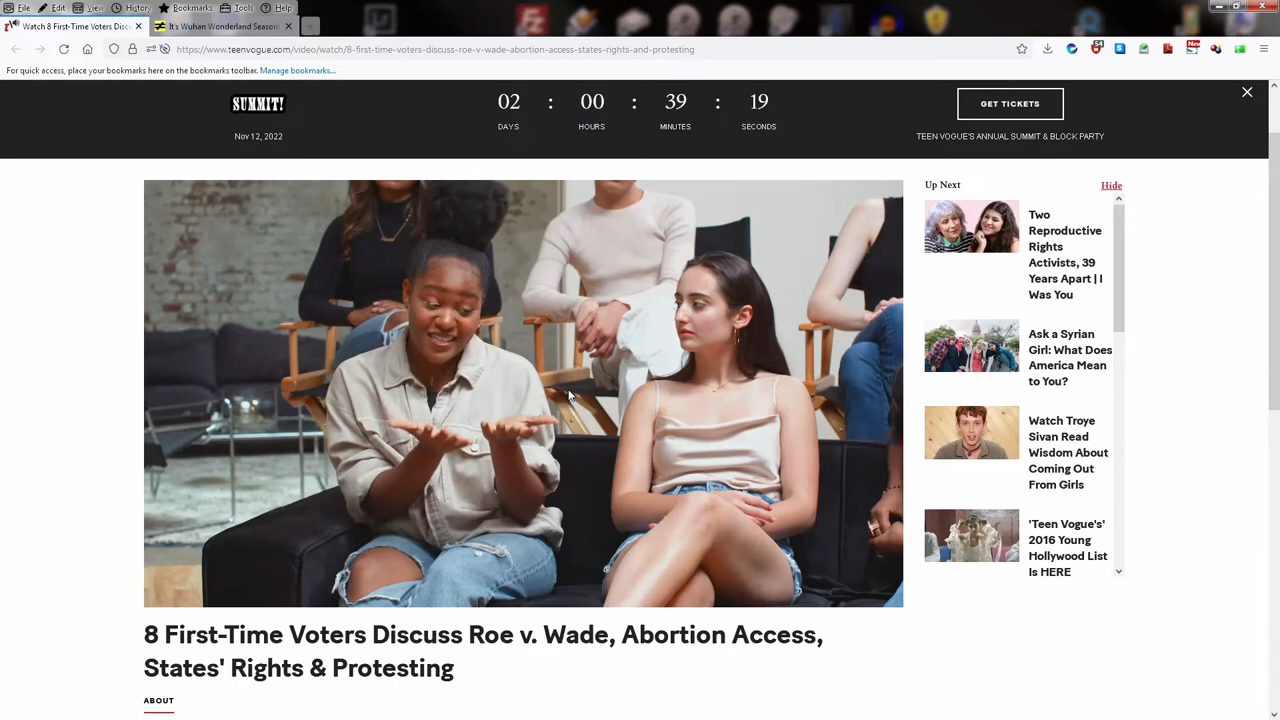 File Edit View History Bookmarks Tools Help
Watch 8 First-Time Voters Disc
It's Wuhan Wonderland Season!
https://www.teenvogue.com/video/watch/8-first-time-voters-discuss-roe-v-wade-abortion-access-states-rights-and-protesting
54
New
For quick access, place your bookmarks here on the bookmarks toolbar. Manage bookmarks...
SUMMIT!
Nov 12, 2022
02 : 00 : 39 : 19
DAYS HOURS MINUTES SECONDS
GET TICKETS
TEEN VOGUE'S ANNUAL SUMMIT & BLOCK PARTY
Up Next
Hide
Two
Reproductive
Rights
Activists, 39
Years Apart | I
Was You
Ask a Syrian
Girl: What Does
America Mean
to You?
Watch Troye
Sivan Read
Wisdom About
Coming Out
From Girls
'Teen Vogue's'
2016 Young
Hollywood List
Is HERE
8 First-Time Voters Discuss Roe v. Wade, Abortion Access,
States' Rights & Protesting
ABOUT